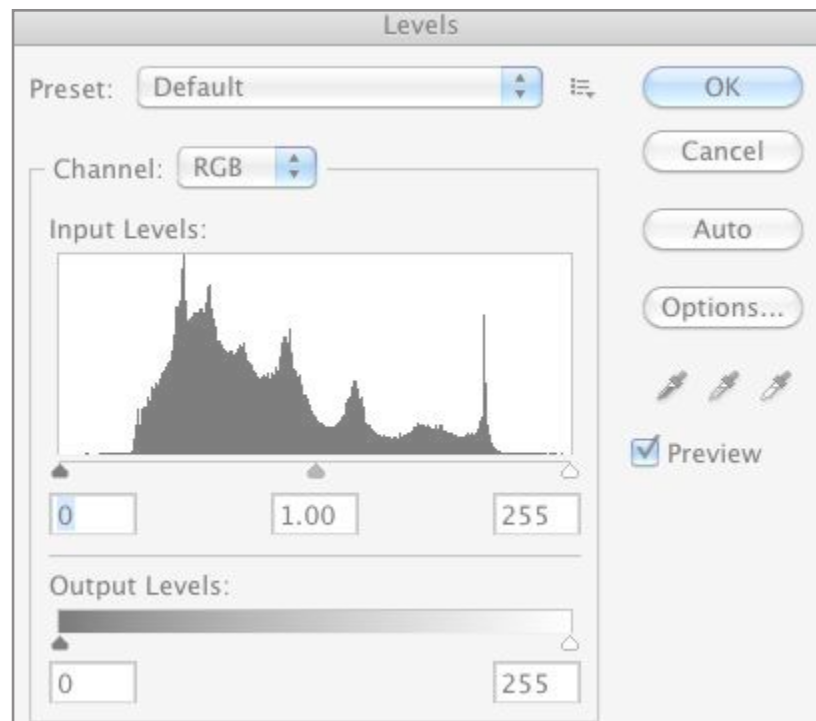 Levels
Preset: Default
OK
Channel: RGB
Cancel
Input Levels:
Auto
Options...
Preview
0 1.00 255
Output Levels:
0 255